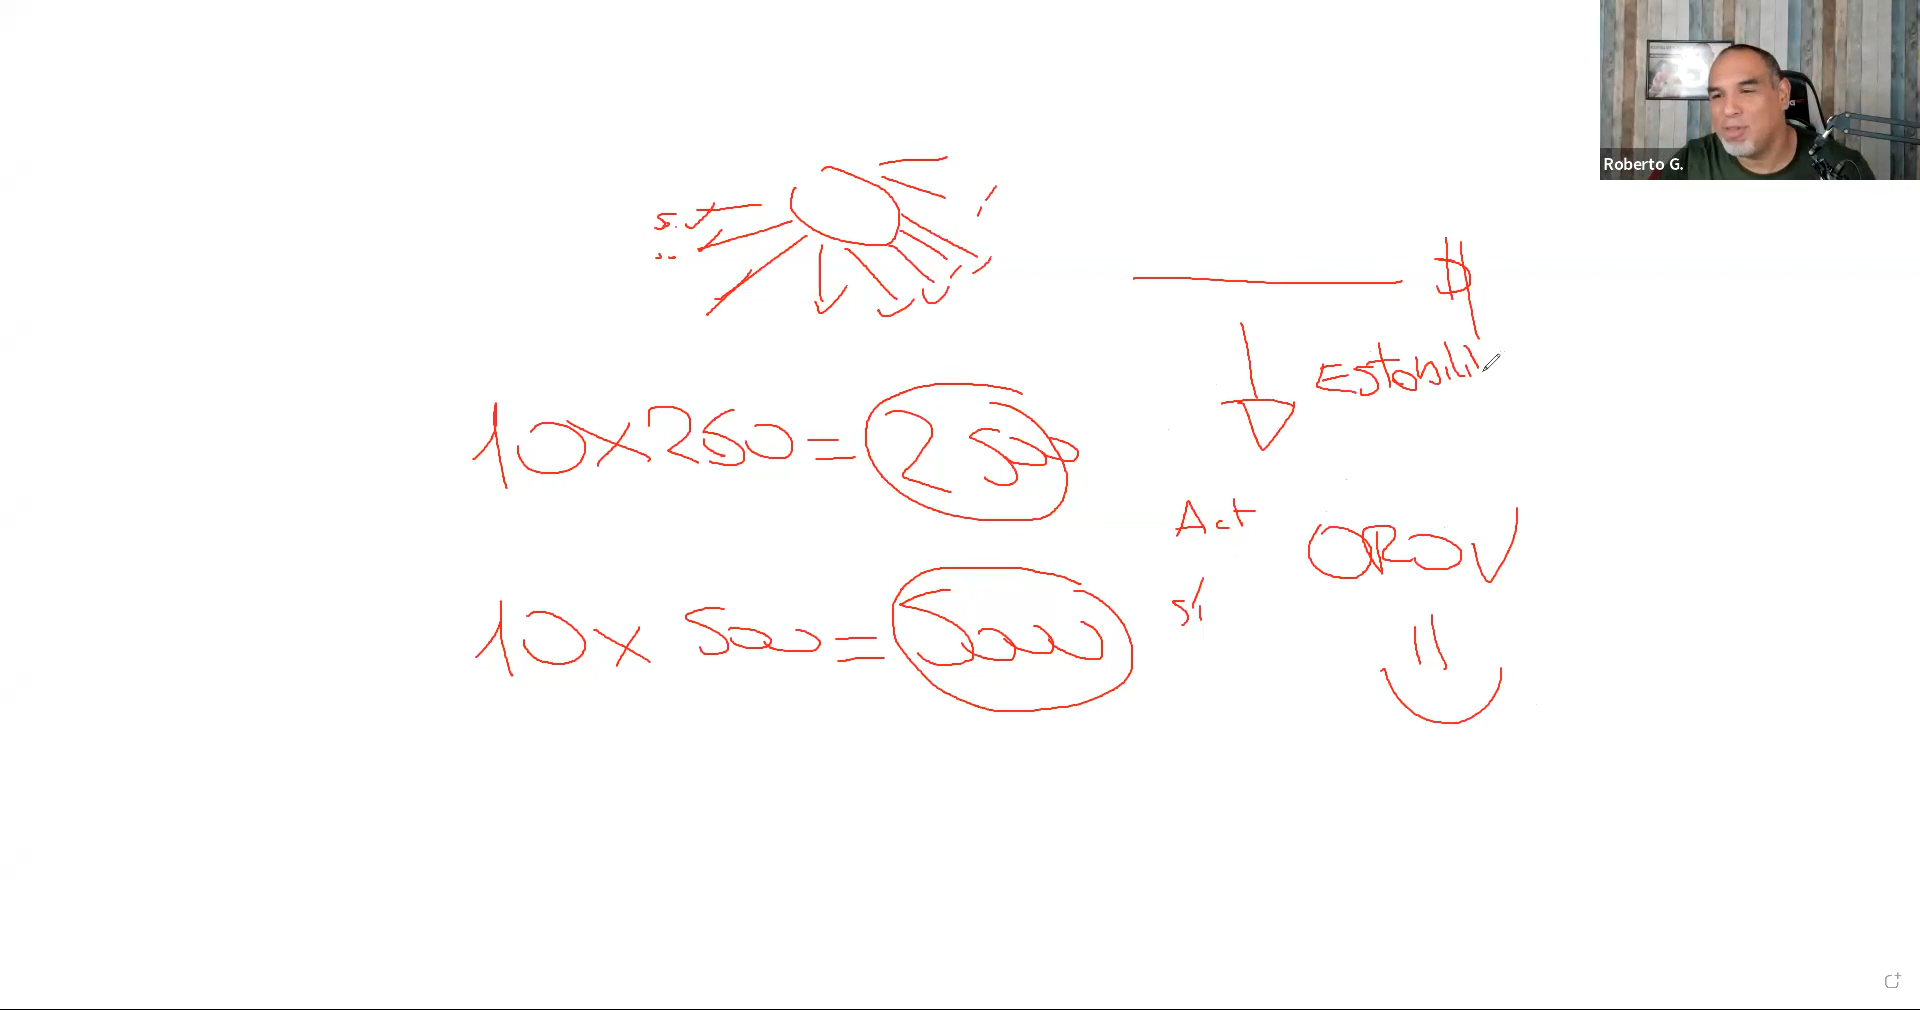 Roberto G.
$
Estabili
10x250=2500
Act
ORO
10x500=5000